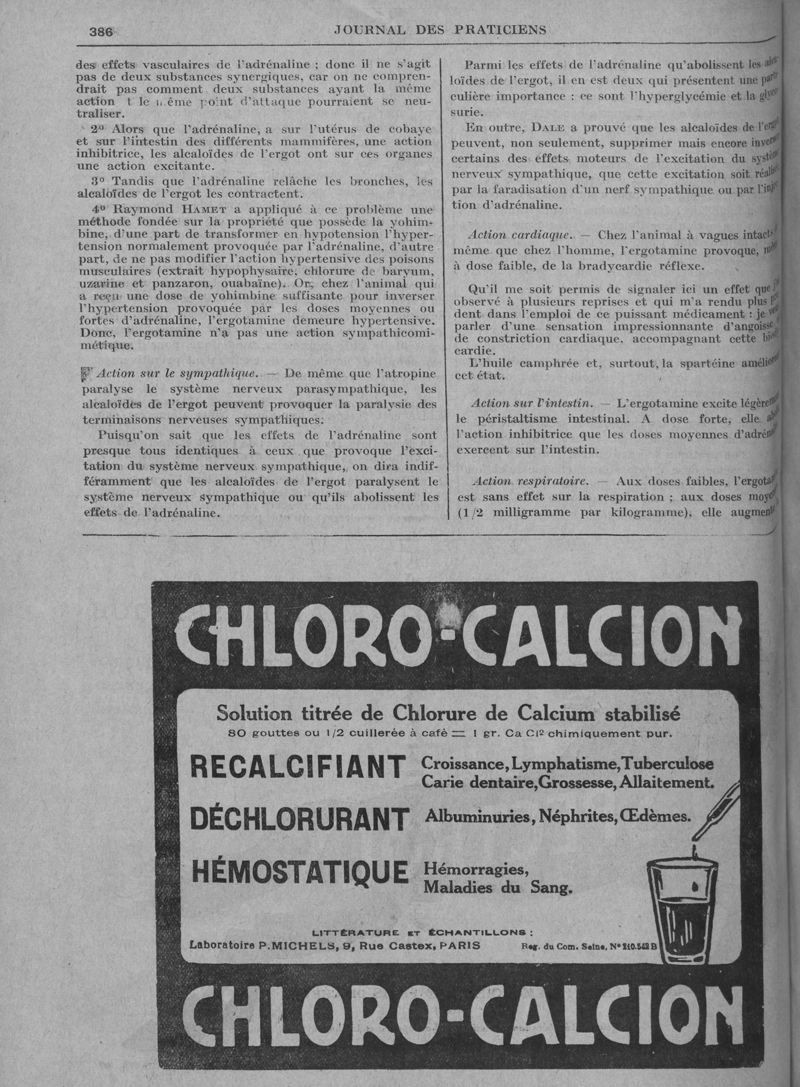 386
JOURNAL DES PRATICIENS
des effets vasculaires de l'adrénaline ; donc il ne s'agit
pas de deux substances synergiques, car on ne compren-
drait pas comment deux substances ayant la même
action t le même point d'attaque pourraient se neu-
traliser.
2º Alors que l'adrénaline, a sur l'utérus de cobaye
et sur l'intestin des différents mammifères, une action
inhibitrice, les alcaloïdes de l'ergot ont sur ces organes
une action excitante.
3º Tandis que l'adrénaline relâche les bronches, les
alcaloïdes de l'ergot les contractent.
4º Raymond HAMET a appliqué à ce problème une
méthode fondée sur la propriété que possède la yohim-
bine, d'une part de transformer en hypotension l'hyper-
tension normalement provoquée par l'adrénaline, d'autre
part, de ne pas modifier l'action hypertensive des poisons
musculaires (extrait hypophysaire, chlorure de baryum,
uzarine et panzaron, ouabaïne). Or, chez l'animal qui
a reçu une dose de yohimbine suffisante pour inverser
l'hypertension provoquée par les doses moyennes ou
fortes d'adrénaline, l'ergotamine demeure hypertensive.
Donc, l'ergotamine n'a pas une action sympathicomi-
métique.
Action sur le sympathique. — De même que l'atropine
paralyse le système nerveux parasympathique, les
alcaloïdes de l'ergot peuvent provoquer la paralysie des
terminaisons nerveuses sympathiques.
Puisqu'on sait que les effets de l'adrénaline sont
presque tous identiques à ceux que provoque l'exci-
tation du système nerveux sympathique, on dira indif-
féramment que les alcaloïdes de l'ergot paralysent le
système nerveux sympathique ou qu'ils abolissent les
effets de l'adrénaline.
Parmi les effets de l'adrénaline qu'abolissent les
loïdes de l'ergot, il en est deux qui présentent une
culière importance : ce sont l'hyperglycémie et la
surie.
En outre, DALE a prouvé que les alcaloïdes de
peuvent, non seulement, supprimer mais encore
certains des effets moteurs de l'excitation du
nerveux sympathique, que cette excitation soit
par la faradisation d'un nerf sympathique ou par
tion d'adrénaline.
Action cardiaque. — Chez l'animal à vagues
même que chez l'homme, l'ergotamine provoque,
à dose faible, de la bradycardie réflexe.
Qu'il me soit permis de signaler ici un effet que
observé à plusieurs reprises et qui m'a rendu plus
dent dans l'emploi de ce puissant médicament : je
parler d'une sensation impressionnante d'angoisse
de constriction cardiaque, accompagnant cette
cardie.
L'huile camphrée et, surtout, la spartéine
cet état.
Action sur l'intestin. — L'ergotamine excite
le péristaltisme intestinal. A dose forte, elle
l'action inhibitrice que les doses moyennes
exercent sur l'intestin.
Action respiratoire. — Aux doses faibles,
est sans effet sur la respiration ; aux doses
(1/2 milligramme par kilogramme), elle
CHLORO-CALCION
Solution titrée de Chlorure de Calcium stabilisé
80 gouttes ou 1/2 cuillerée à café = 1 gr. Ca Cl² chimiquement pur.
RECALCIFIANT
Croissance, Lymphatisme, Tuberculose
Carie dentaire, Grossesse, Allaitement.
DÉCHLORURANT
Albuminuries, Néphrites, Œdèmes.
HÉMOSTATIQUE
Hémorragies,
Maladies du Sang.
LITTÉRATURE ET ÉCHANTILLONS :
Laboratoire P. MICHELS, 9, Rue Castex, PARIS
Reg. du Com. Seine, Nº 210.542 B
CHLORO-CALCION